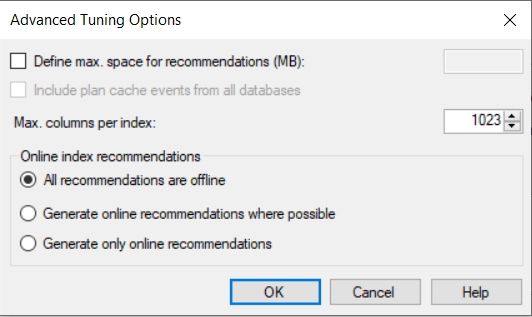 Advanced Tuning Options
Define max. space for recommendations (MB):
Include plan cache events from all databases
Max. columns per index:
1023
Online index recommendations
All recommendations are offline
Generate online recommendations where possible
Generate only online recommendations
OK Cancel Help